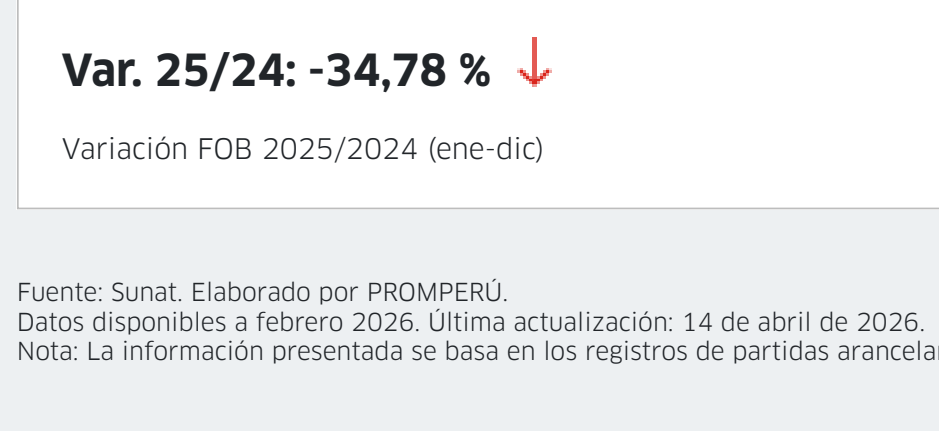 Var. 25/24: -34,78 %
Variación FOB 2025/2024 (ene-dic)
Fuente: Sunat. Elaborado por PROMPERÚ.
Datos disponibles a febrero 2026. Última actualización: 14 de abril de 2026.
Nota: La información presentada se basa en los registros de partidas